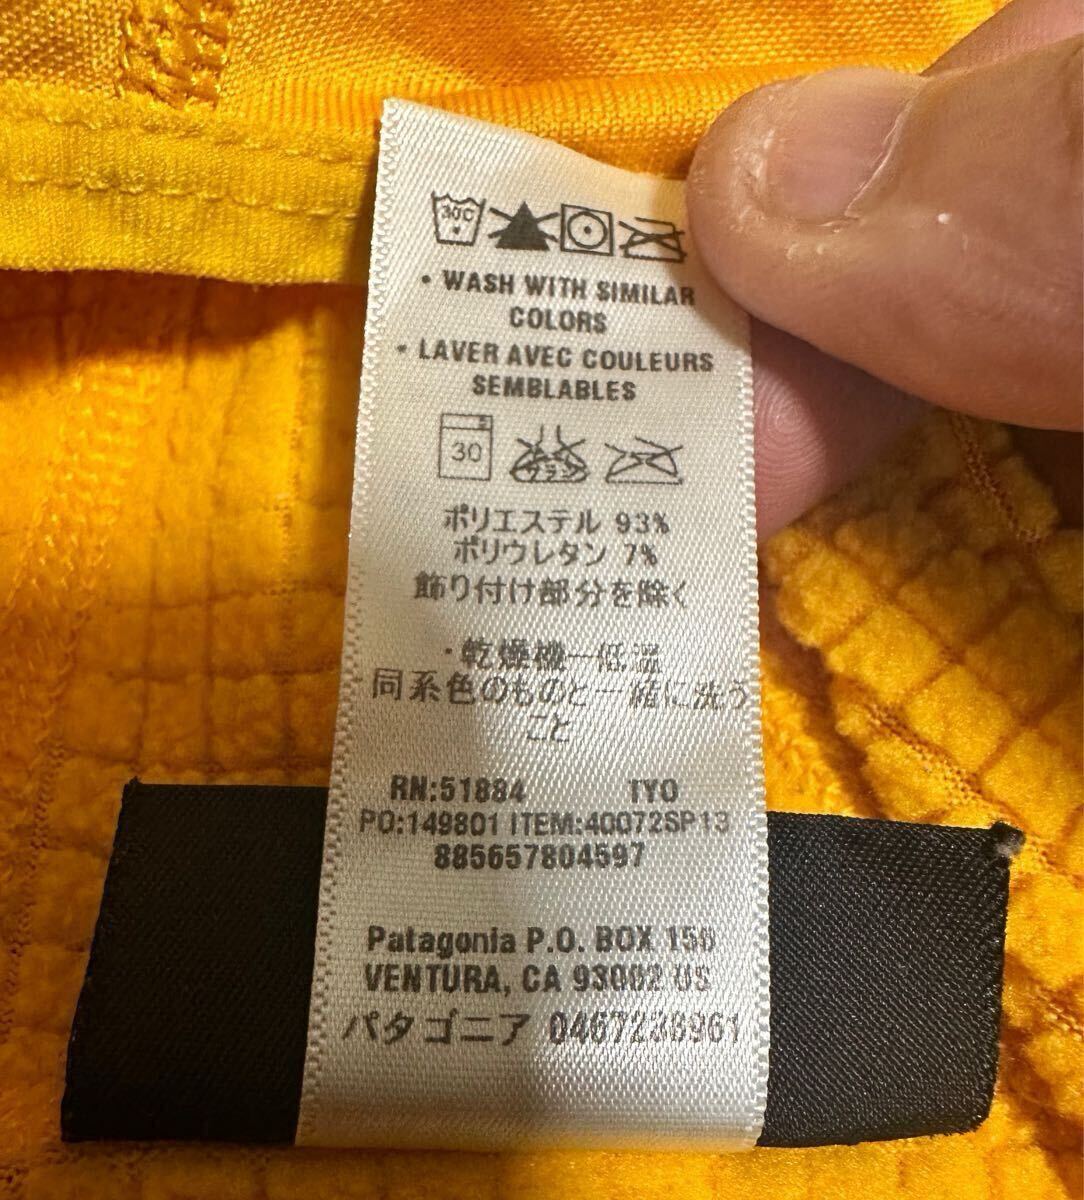 30C
• WASH WITH SIMILAR
COLORS
• LAVER AVEC COULEURS
SEMBLABLES
30
ポリエステル 93%
ポリウレタン 7%
飾り付け部分を除く
・乾燥機ー低温
同系色のものと一緒に洗う
こと
RN:51884 TYO
PO:149801 ITEM:40072SP13
885657804597
Patagonia P.O. BOX 150
VENTURA, CA 93002 US
パタゴニア 0467238961